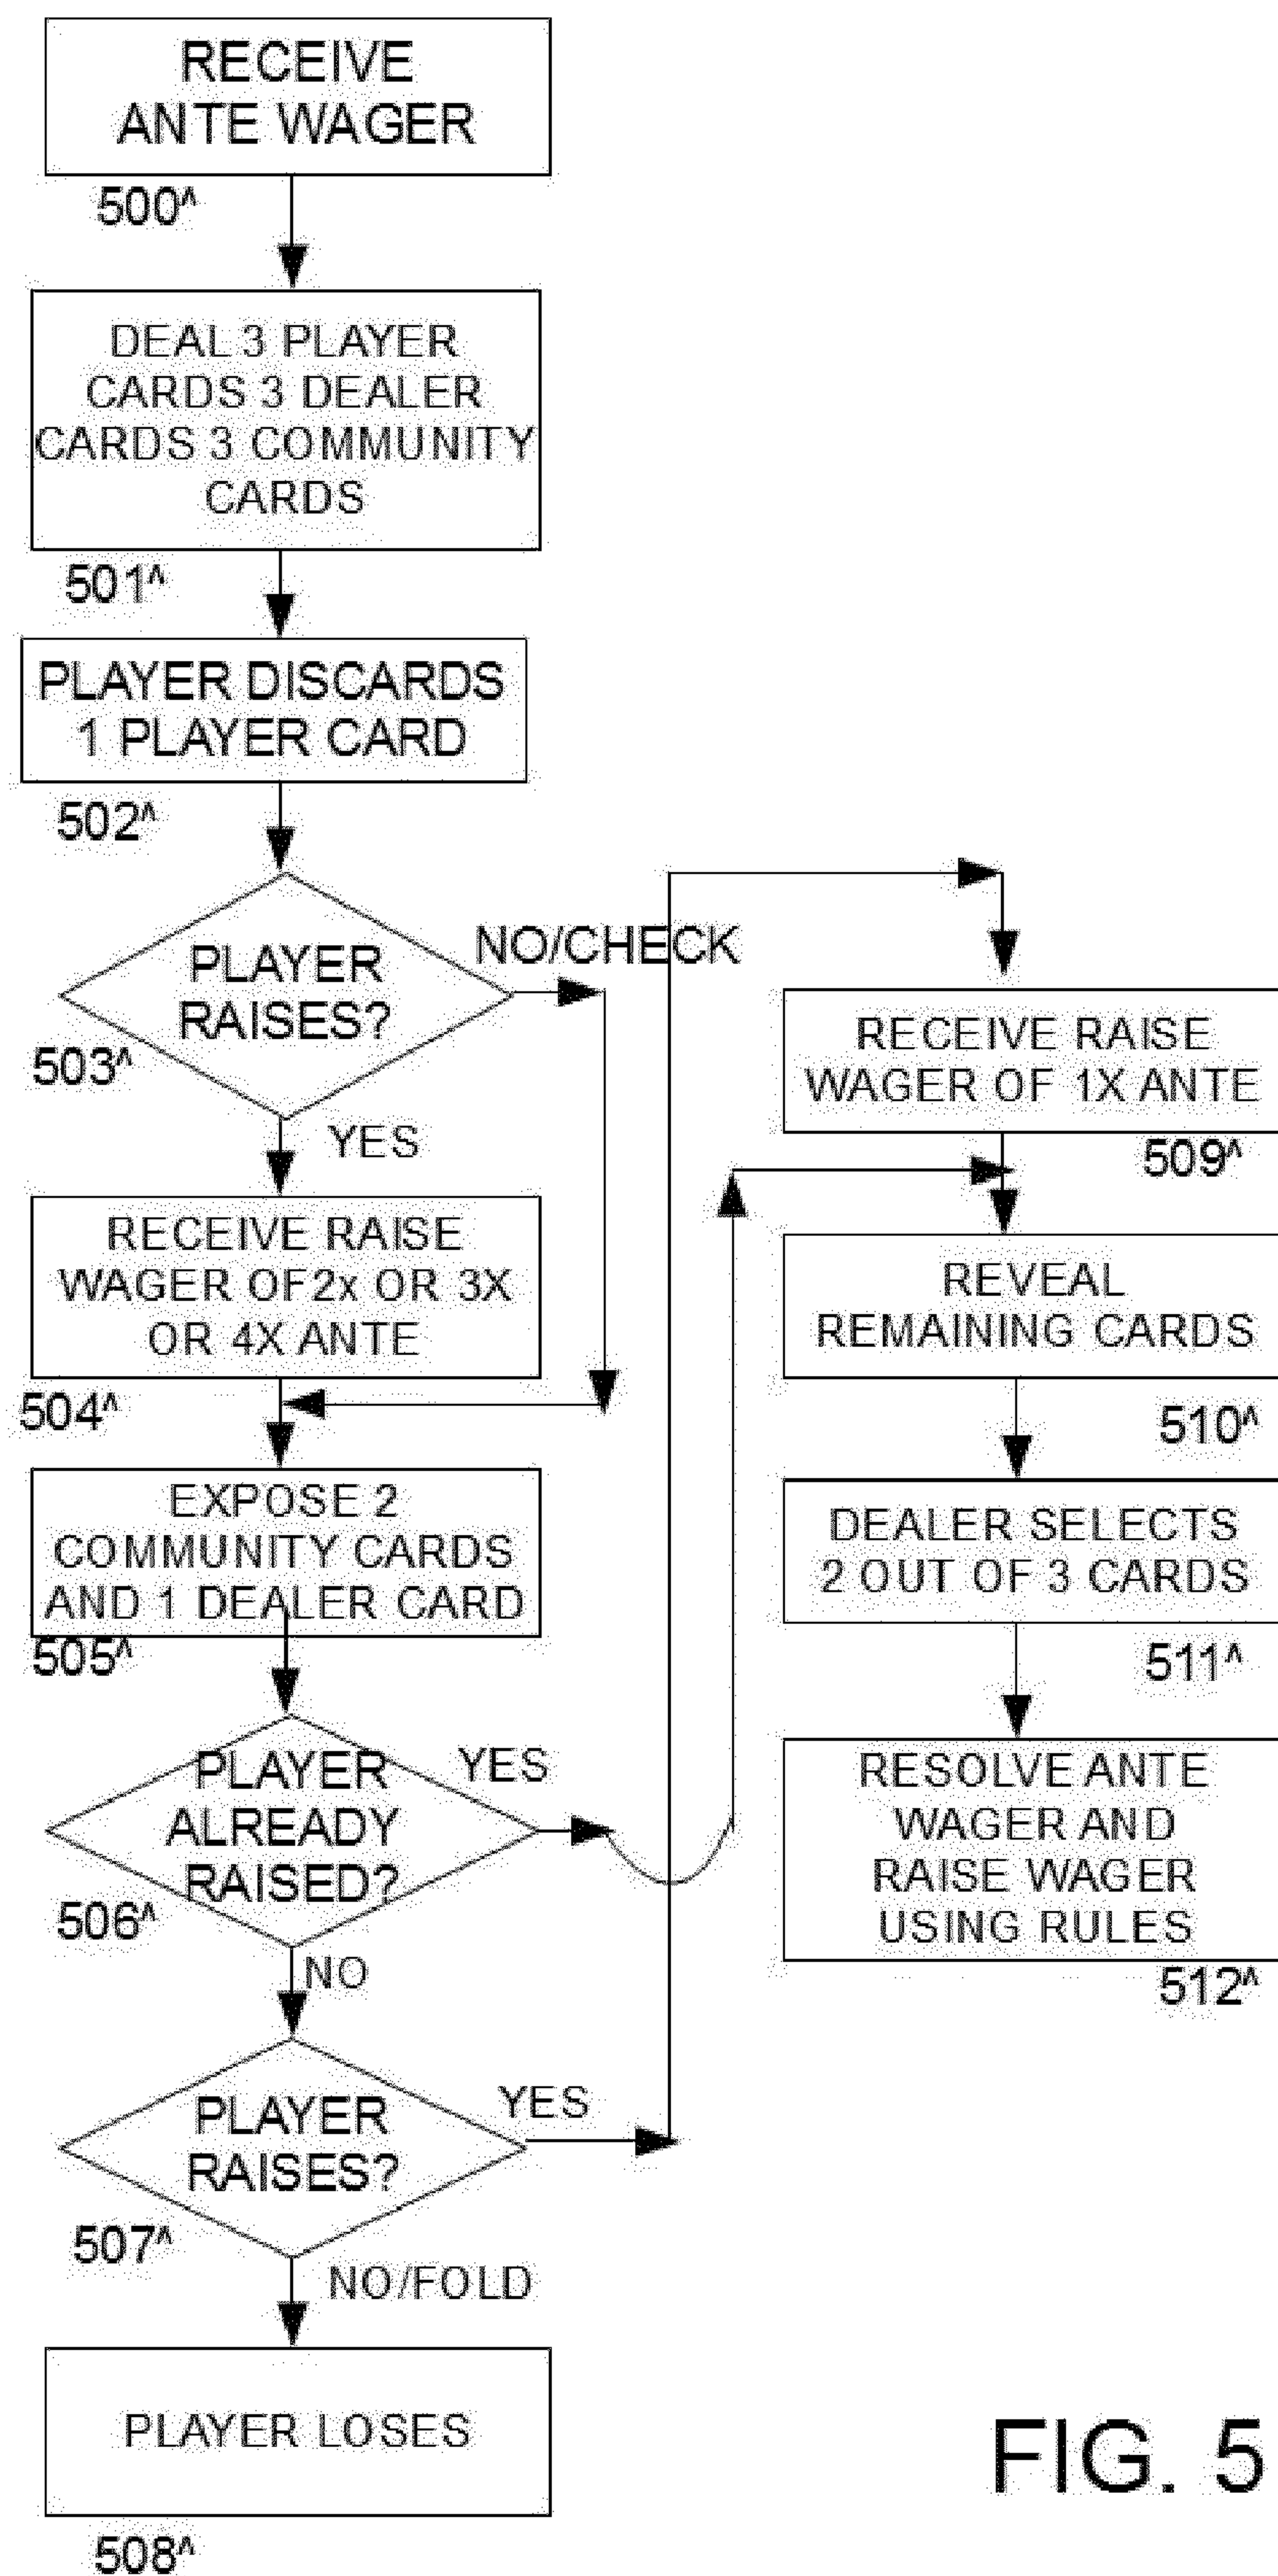 RECEIVE
ANTE WAGER
500^
DEAL 3 PLAYER
CARDS 3 DEALER
CARDS 3 COMMUNITY
CARDS
501^
PLAYER DISCARDS
1 PLAYER CARD
502^
PLAYER
RAISES?
NO/CHECK
503^
YES
RECEIVE RAISE
WAGER OF 2x OR 3X
OR 4X ANTE
504^
EXPOSE 2
COMMUNITY CARDS
AND 1 DEALER CARD
505^
PLAYER
ALREADY
RAISED?
YES
506^
NO
PLAYER
RAISES?
YES
507^
NO/FOLD
PLAYER LOSES
508^
RECEIVE RAISE
WAGER OF 1X ANTE
509^
REVEAL
REMAINING CARDS
510^
DEALER SELECTS
2 OUT OF 3 CARDS
511^
RESOLVE ANTE
WAGER AND
RAISE WAGER
USING RULES
512^
FIG. 5